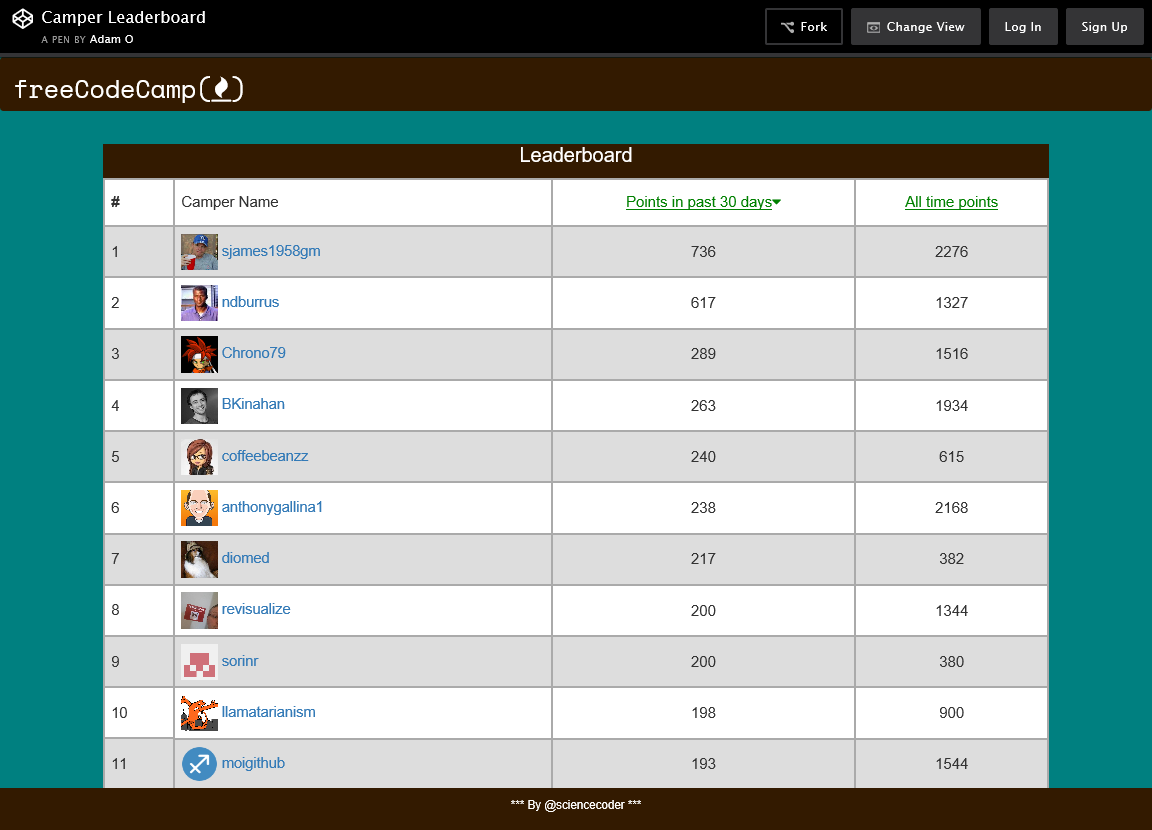 Camper Leaderboard
A PEN BY Adam O
Fork
Change View
Log In
Sign Up
freeCodeCamp(🔥)
Leaderboard
# Camper Name Points in past 30 days▾ All time points
1 sjames1958gm 736 2276
2 ndburrus 617 1327
3 Chrono79 289 1516
4 BKinahan 263 1934
5 coffeebeanzz 240 615
6 anthonygallina1 238 2168
7 diomed 217 382
8 revisualize 200 1344
9 sorinr 200 380
10 llamatarianism 198 900
11 moigithub 193 1544
*** By @sciencecoder ***